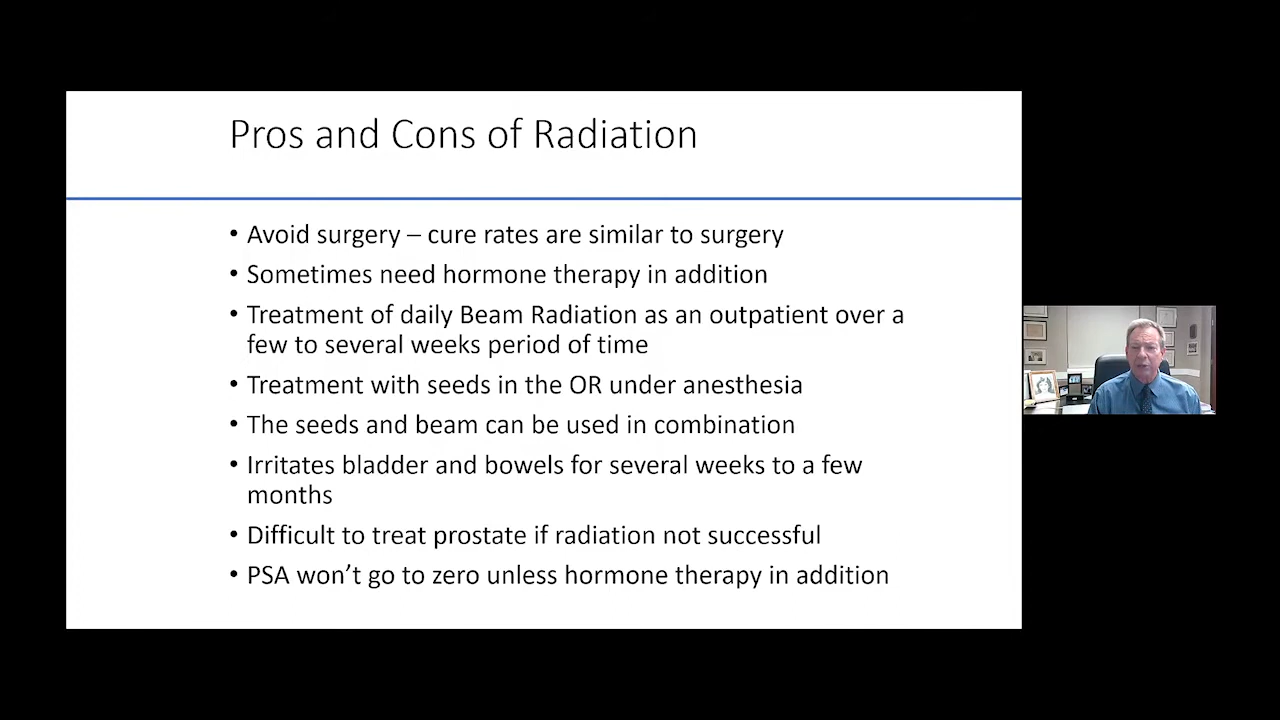 Pros and Cons of Radiation
• Avoid surgery – cure rates are similar to surgery
• Sometimes need hormone therapy in addition
• Treatment of daily Beam Radiation as an outpatient over a
few to several weeks period of time
• Treatment with seeds in the OR under anesthesia
• The seeds and beam can be used in combination
• Irritates bladder and bowels for several weeks to a few
months
• Difficult to treat prostate if radiation not successful
• PSA won’t go to zero unless hormone therapy in addition